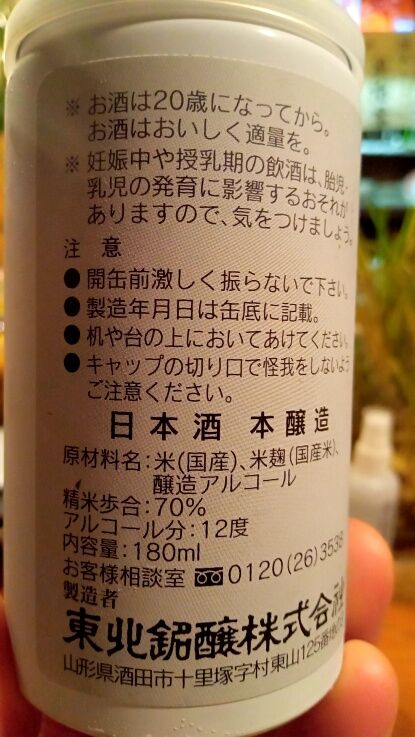 ※ お酒は20歳になってから。
お酒はおいしく適量を。
※ 妊娠中や授乳期の飲酒は、胎児・
乳児の発育に影響するおそれが
ありますので、気をつけましょう。
注 意
● 開缶前激しく振らないで下さい。
● 製造年月日は缶底に記載。
● 机や台の上においてあけてください。
● キャップの切り口で怪我をしないよう
ご注意ください。
日本酒 本醸造
原材料名：米(国産)、米麹(国産米)、
醸造アルコール
精米歩合：70%
アルコール分：12度
内容量：180ml
お客様相談室 0120(26)3538
製造者
東北銘醸株式会社
山形県酒田市十里塚字村東山125番地